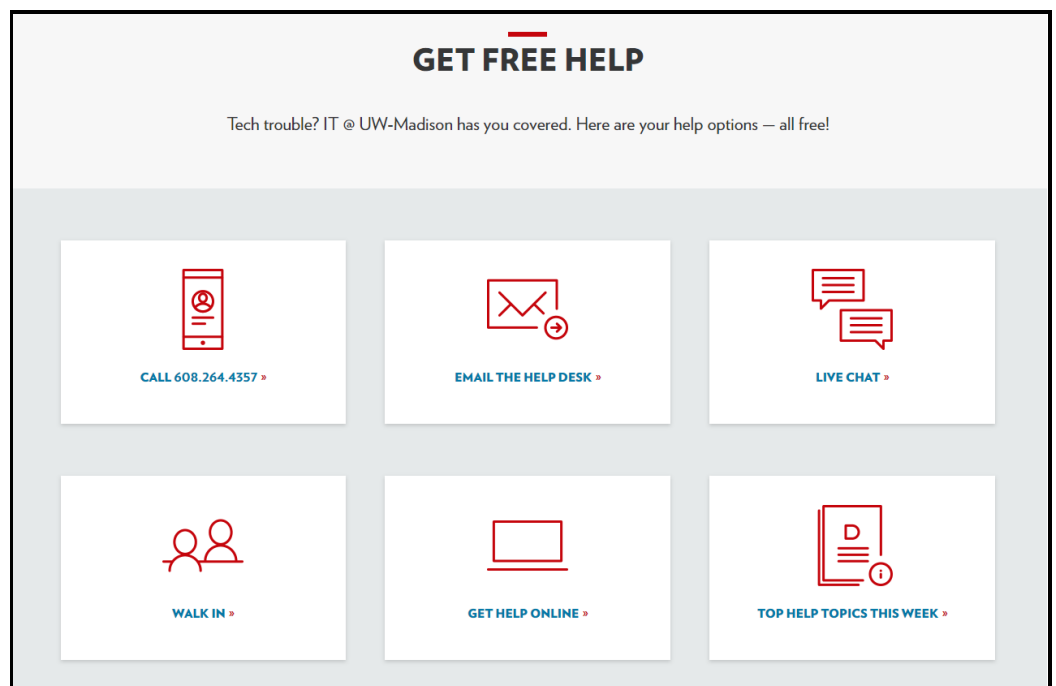 GET FREE HELP
Tech trouble? IT @ UW-Madison has you covered. Here are your help options — all free!
CALL 608.264.4357 »
EMAIL THE HELP DESK »
LIVE CHAT »
WALK IN »
GET HELP ONLINE »
D
i
TOP HELP TOPICS THIS WEEK »